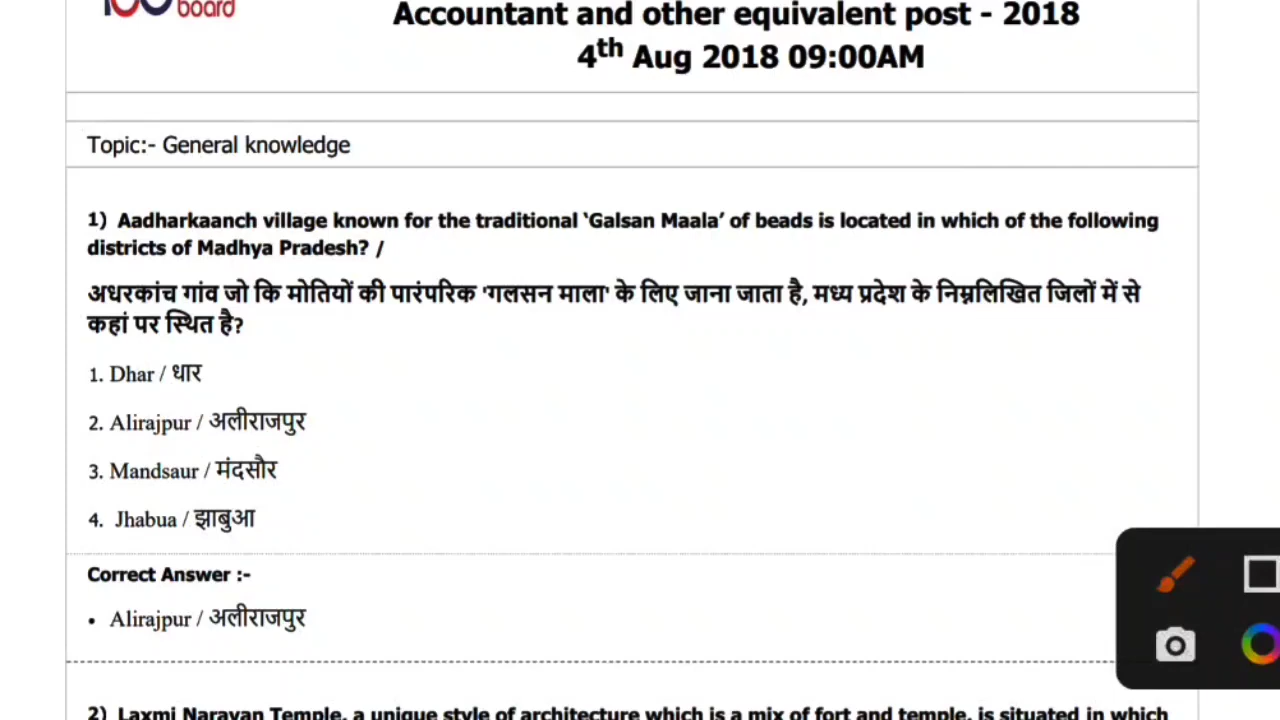 board
Accountant and other equivalent post - 2018
4th Aug 2018 09:00AM
Topic:- General knowledge
1) Aadharkaanch village known for the traditional ‘Galsan Maala’ of beads is located in which of the following
districts of Madhya Pradesh? /
अधरकांच गांव जो कि मोतियों की पारंपरिक 'गलसन माला' के लिए जाना जाता है, मध्य प्रदेश के निम्नलिखित जिलों में से
कहां पर स्थित है?
1. Dhar / धार
2. Alirajpur / अलीराजपुर
3. Mandsaur / मंदसौर
4. Jhabua / झाबुआ
Correct Answer :-
• Alirajpur / अलीराजपुर
2) Laxmi Narayan Temple, a unique style of architecture which is a mix of fort and temple, is situated in which